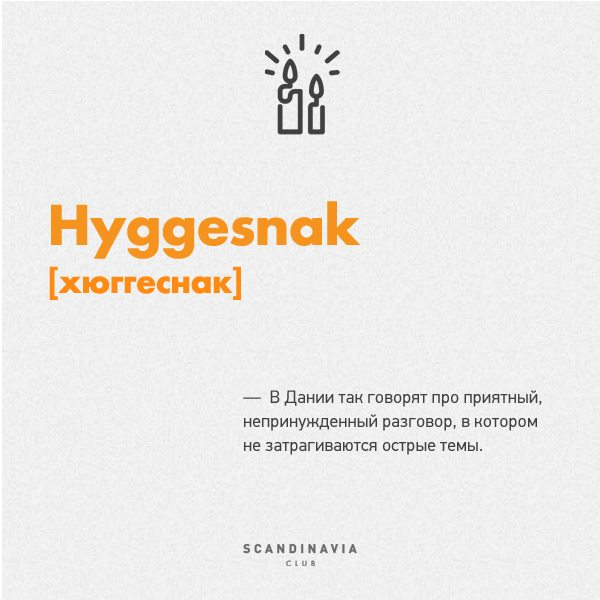 Hyggesnak
[хюггеснак]
— В Дании так говорят про приятный,
непринужденный разговор, в котором
не затрагиваются острые темы.
SCANDINAVIA
CLUB